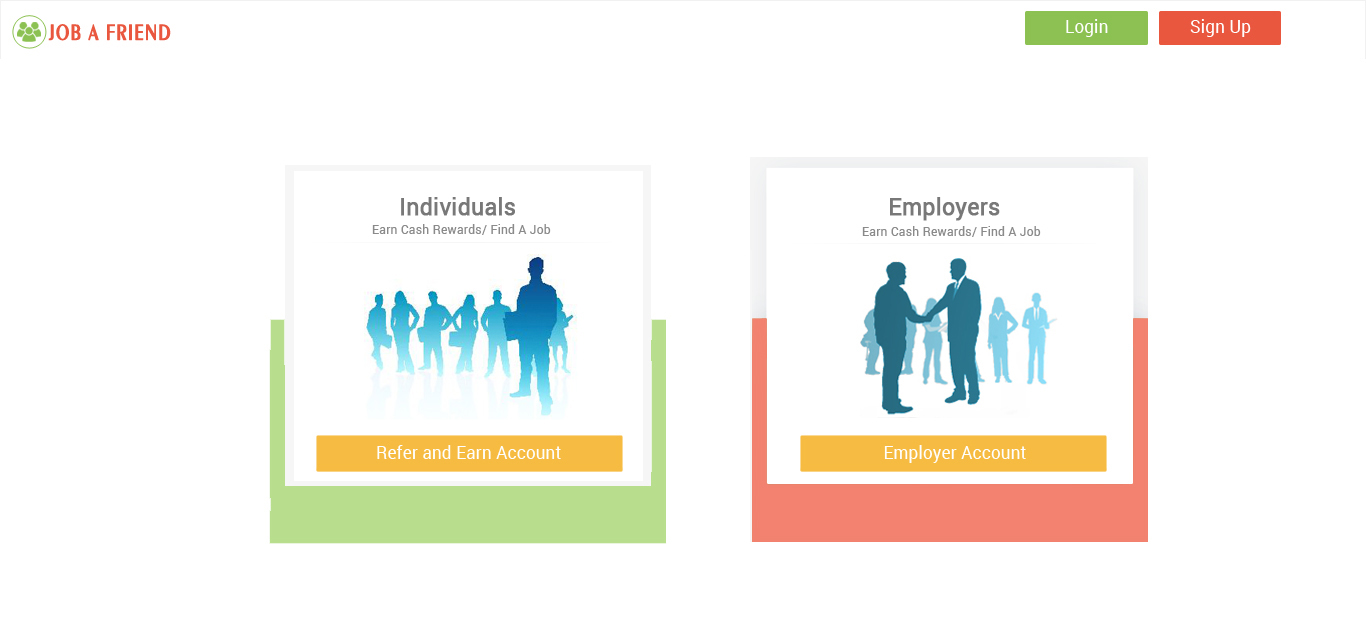 JOB A FRIEND
Login
Sign Up
Individuals
Earn Cash Rewards/ Find A Job
Refer and Earn Account
Employers
Earn Cash Rewards/ Find A Job
Employer Account